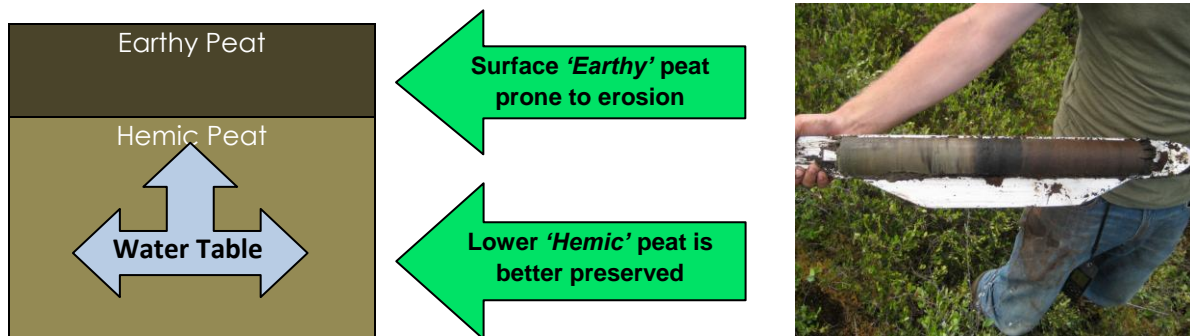 Earthy Peat
Hemic Peat
Water Table
Surface ‘Earthy’ peat
prone to erosion
Lower ‘Hemic’ peat is
better preserved